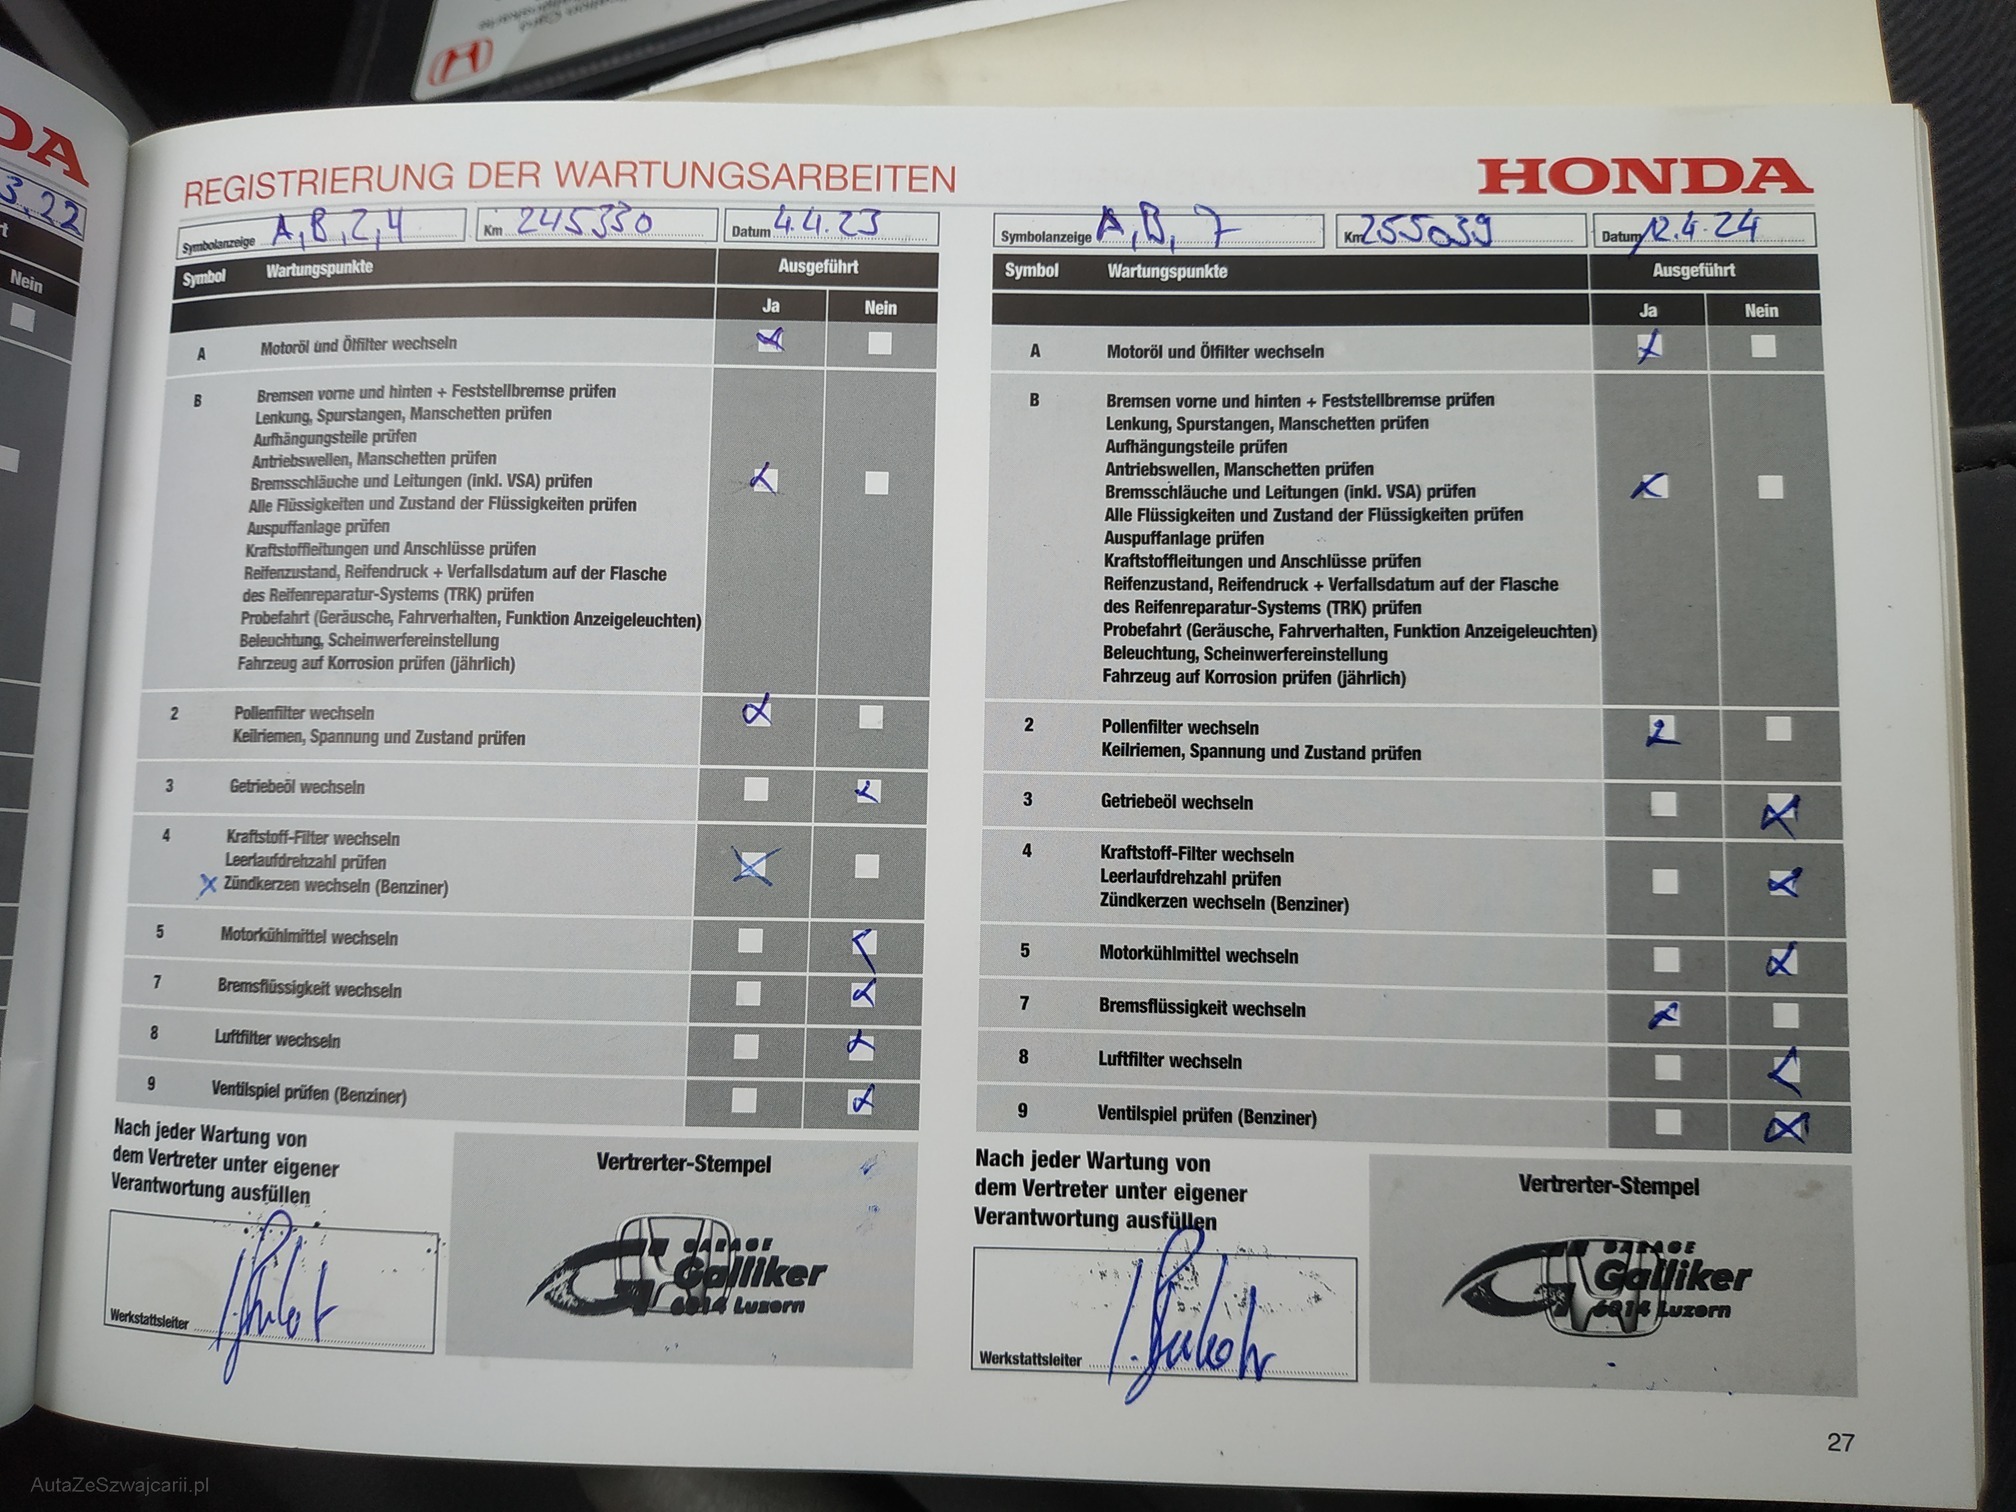 DA
3.22
Nein
REGISTRIERUNG DER WARTUNGSARBEITEN
HONDA
Symbolanzeige A, B, 2, 4 Km 245330 Datum 4.4.23
Symbol Wartungspunkte Ausgeführt
Ja Nein
A Motoröl und Ölfilter wechseln
B Bremsen vorne und hinten + Feststellbremse prüfen
Lenkung, Spurstangen, Manschetten prüfen
Aufhängungsteile prüfen
Antriebswellen, Manschetten prüfen
Bremsschläuche und Leitungen (inkl. VSA) prüfen
Alle Flüssigkeiten und Zustand der Flüssigkeiten prüfen
Auspuffanlage prüfen
Kraftstoffleitungen und Anschlüsse prüfen
Reifenzustand, Reifendruck + Verfallsdatum auf der Flasche
des Reifenreparatur-Systems (TRK) prüfen
Probefahrt (Geräusche, Fahrverhalten, Funktion Anzeigeleuchten)
Beleuchtung, Scheinwerfereinstellung
Fahrzeug auf Korrosion prüfen (jährlich)
2 Pollenfilter wechseln
Keilriemen, Spannung und Zustand prüfen
3 Getriebeöl wechseln
4 Kraftstoff-Filter wechseln
Leerlaufdrehzahl prüfen
x Zündkerzen wechseln (Benziner)
5 Motorkühlmittel wechseln
7 Bremsflüssigkeit wechseln
8 Luftfilter wechseln
9 Ventilspiel prüfen (Benziner)
Nach jeder Wartung von
dem Vertreter unter eigener
Verantwortung ausfüllen
Werkstattsleiter
Vertrerter-Stempel
GARAGE
Galliker
6014 Luzern
Symbolanzeige A, B, 7 Km 255039 Datum 12.4.24
Symbol Wartungspunkte Ausgeführt
Ja Nein
A Motoröl und Ölfilter wechseln
B Bremsen vorne und hinten + Feststellbremse prüfen
Lenkung, Spurstangen, Manschetten prüfen
Aufhängungsteile prüfen
Antriebswellen, Manschetten prüfen
Bremsschläuche und Leitungen (inkl. VSA) prüfen
Alle Flüssigkeiten und Zustand der Flüssigkeiten prüfen
Auspuffanlage prüfen
Kraftstoffleitungen und Anschlüsse prüfen
Reifenzustand, Reifendruck + Verfallsdatum auf der Flasche
des Reifenreparatur-Systems (TRK) prüfen
Probefahrt (Geräusche, Fahrverhalten, Funktion Anzeigeleuchten)
Beleuchtung, Scheinwerfereinstellung
Fahrzeug auf Korrosion prüfen (jährlich)
2 Pollenfilter wechseln
Keilriemen, Spannung und Zustand prüfen
3 Getriebeöl wechseln
4 Kraftstoff-Filter wechseln
Leerlaufdrehzahl prüfen
Zündkerzen wechseln (Benziner)
5 Motorkühlmittel wechseln
7 Bremsflüssigkeit wechseln
8 Luftfilter wechseln
9 Ventilspiel prüfen (Benziner)
Nach jeder Wartung von
dem Vertreter unter eigener
Verantwortung ausfüllen
Werkstattsleiter
Vertrerter-Stempel
GARAGE
Galliker
6014 Luzern
27
AutaZeSzwajcarii.pl